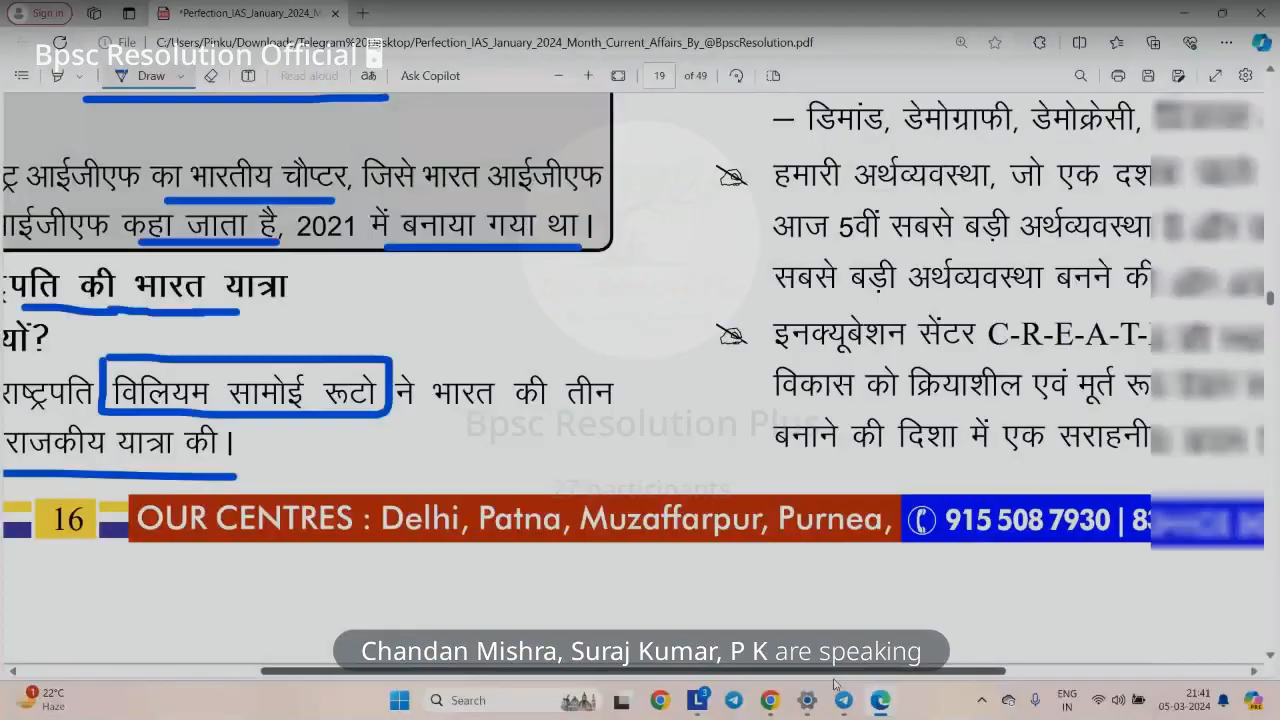 Sign in
*Perfection_IAS_January_2024_M
File
C:/Users/Pinku/Downloads/Telegram%20Desktop/Perfection_IAS_January_2024_Month_Current_Affairs_By_@BpscResolution.pdf
Bpsc Resolution Official
Draw
Read aloud
Ask Copilot
19 of 49
ट्र आईजीएफ का भारतीय चौप्टर, जिसे भारत आईजीएफ
आईजीएफ कहा जाता है, 2021 में बनाया गया था।
पति की भारत यात्रा
यों?
राष्ट्रपति विलियम सामोई रूटो ने भारत की तीन
राजकीय यात्रा की।
– डिमांड, डेमोग्राफी, डेमोक्रेसी,
हमारी अर्थव्यवस्था, जो एक दश
आज 5वीं सबसे बड़ी अर्थव्यवस्था
सबसे बड़ी अर्थव्यवस्था बनने की
इनक्यूबेशन सेंटर C-R-E-A-T-
विकास को क्रियाशील एवं मूर्त रू
बनाने की दिशा में एक सराहनी
Bpsc Resolution Plus
27 participants
16 OUR CENTRES : Delhi, Patna, Muzaffarpur, Purnea, 915 508 7930 | 83
Chandan Mishra, Suraj Kumar, P K are speaking
22°C
Haze
Search
ENG
IN
21:41
05-03-2024